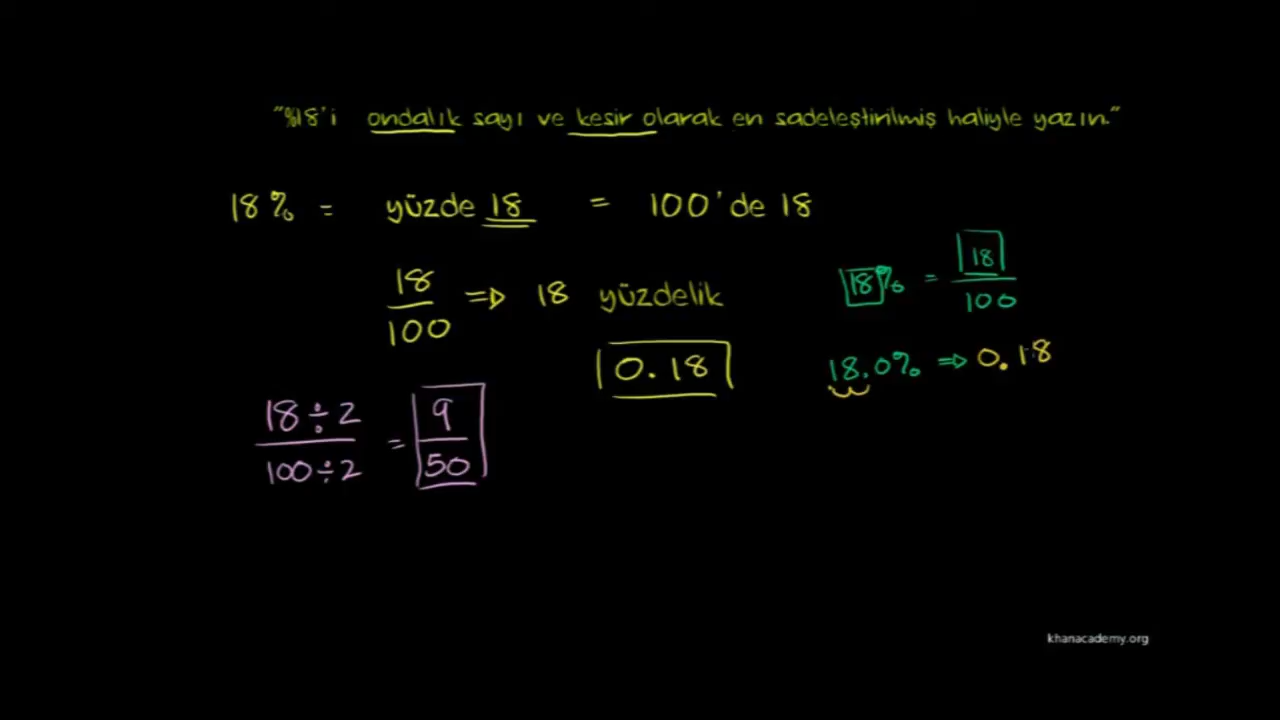 "%18'i ondalık sayı ve kesir olarak en sadeleştirilmiş haliyle yazın."
18% = yüzde 18 = 100'de 18
18/100 => 18 yüzdelik
0.18
18% = 18/100
18.0% => 0.18
18÷2/100÷2 = 9/50
khanacademy.org